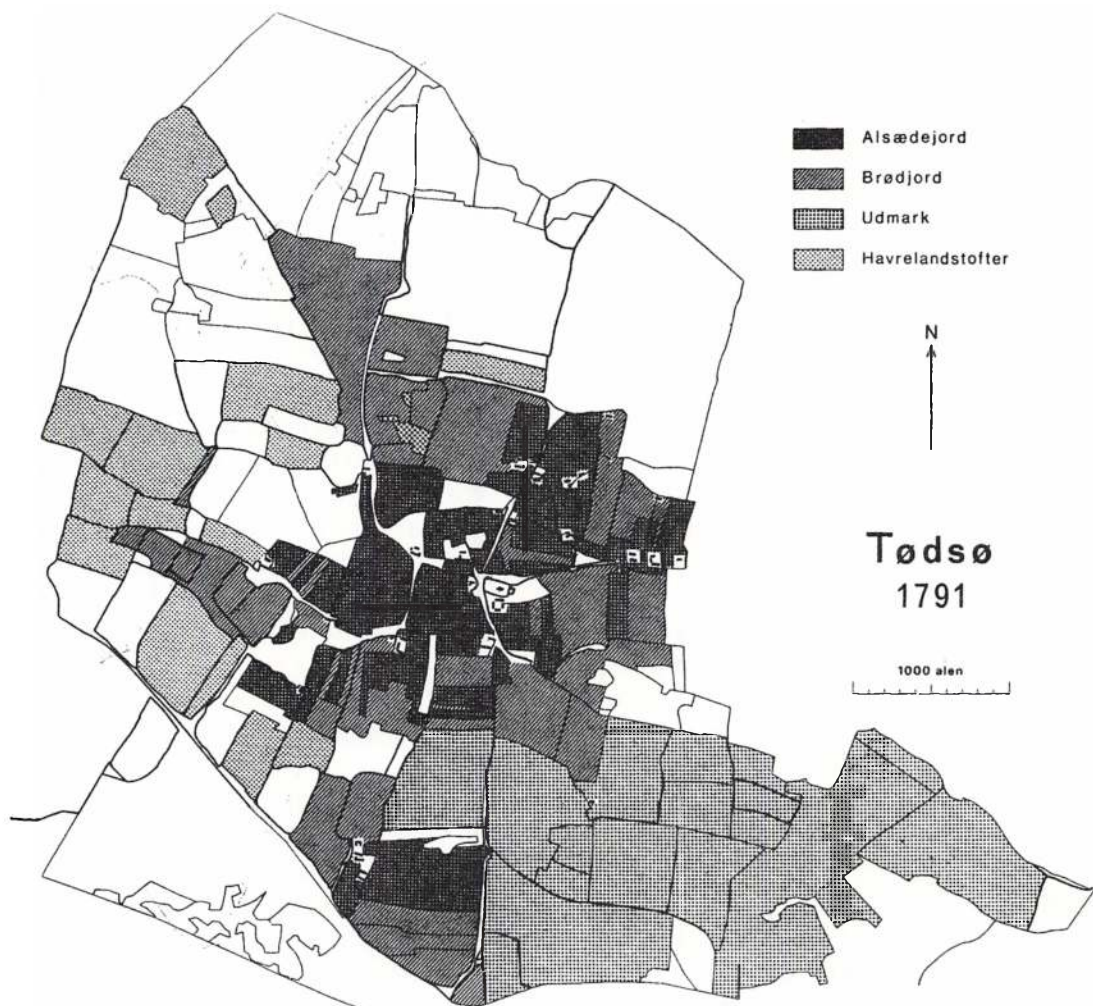 Alsædejord
Brødjord
Udmark
Havrelandstofter
N
Tødsø
1791
1000 alen